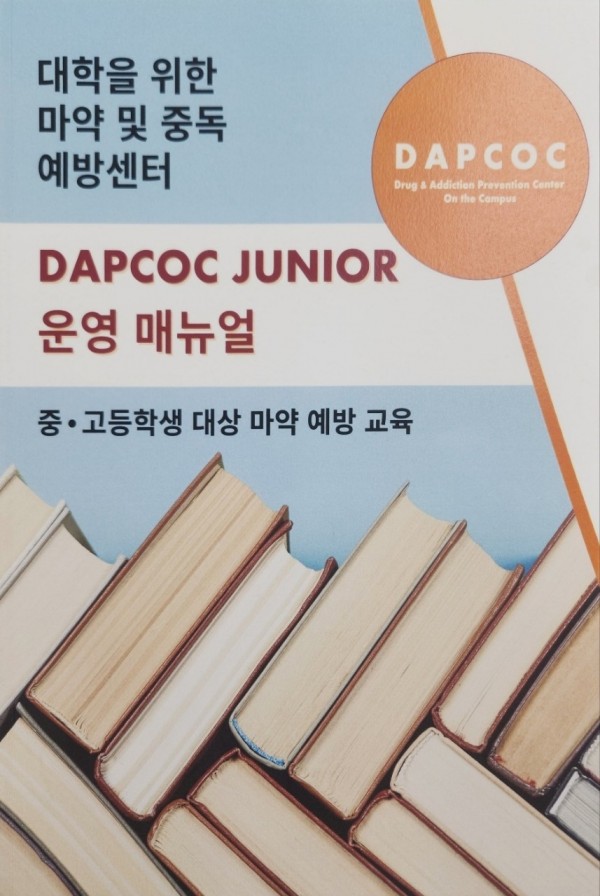 대학을 위한
마약 및 중독
예방센터
DAPCOC
Drug & Addiction Prevention Center
On the Campus
DAPCOC JUNIOR
운영 매뉴얼
중·고등학생 대상 마약 예방 교육